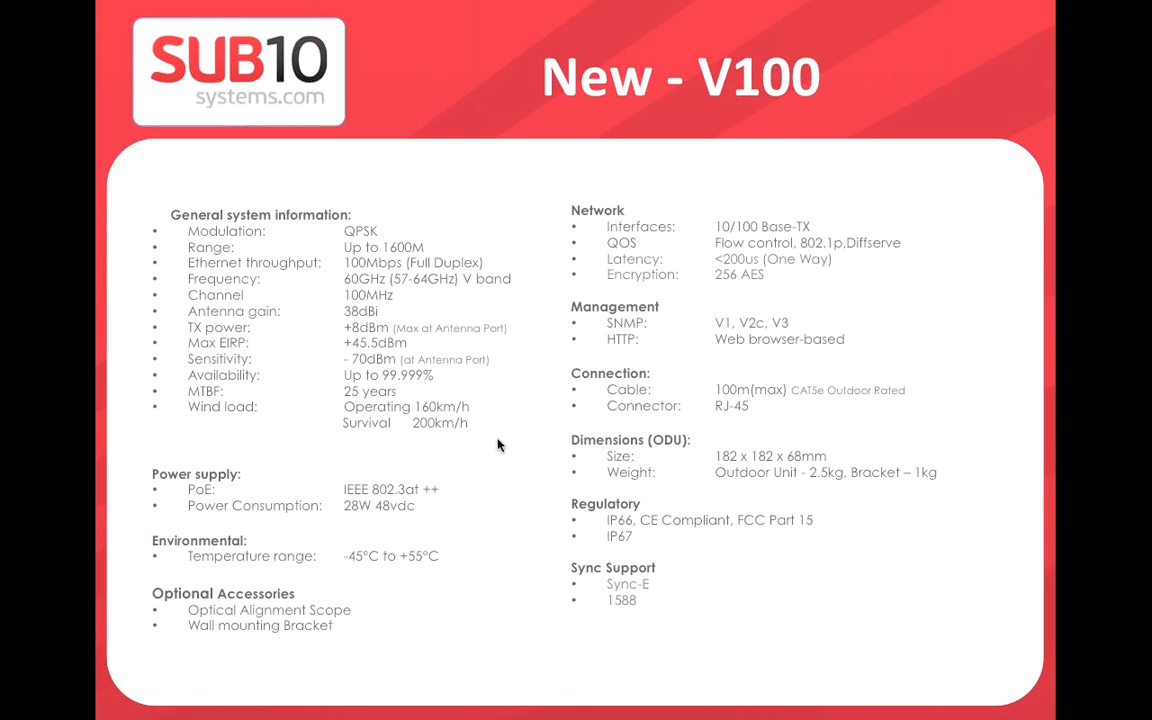 SUB10
systems.com
New - V100
General system information:
• Modulation: QPSK
• Range: Up to 1600M
• Ethernet throughput: 100Mbps (Full Duplex)
• Frequency: 60GHz (57-64GHz) V band
• Channel 100MHz
• Antenna gain: 38dBi
• TX power: +8dBm (Max at Antenna Port)
• Max EIRP: +45.5dBm
• Sensitivity: - 70dBm (at Antenna Port)
• Availability: Up to 99.999%
• MTBF: 25 years
• Wind load: Operating 160km/h
Survival 200km/h
Power supply:
• PoE: IEEE 802.3at ++
• Power Consumption: 28W 48vdc
Environmental:
• Temperature range: -45°C to +55°C
Optional Accessories
• Optical Alignment Scope
• Wall mounting Bracket
Network
• Interfaces: 10/100 Base-TX
• QOS Flow control, 802.1p,Diffserve
• Latency: <200us (One Way)
• Encryption: 256 AES
Management
• SNMP: V1, V2c, V3
• HTTP: Web browser-based
Connection:
• Cable: 100m(max) CAT5e Outdoor Rated
• Connector: RJ-45
Dimensions (ODU):
• Size: 182 x 182 x 68mm
• Weight: Outdoor Unit - 2.5kg, Bracket – 1kg
Regulatory
• IP66, CE Compliant, FCC Part 15
• IP67
Sync Support
• Sync-E
• 1588